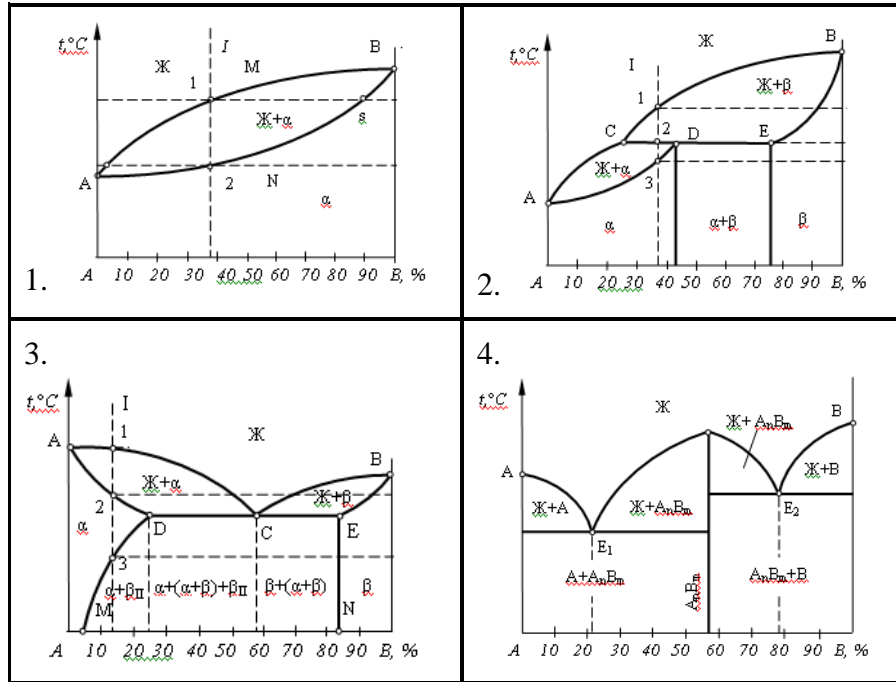 t,°C
I
B
Ж
M
1
Ж+α
s
A
2
N
α
1.
A 10 20 30 40 50 60 70 80 90 B, %
t,°C
Ж
B
I
Ж+β
1
C
2
D
E
Ж+α
3
A
α
α+β
β
2.
A 10 20 30 40 50 60 70 80 90 B, %
3.
t,°C
I
A
1
Ж
B
Ж+α
Ж+β
2
α
D
C
E
3
α+βII
α+(α+β)+βII
β+(α+β)
β
M
N
A 10 20 30 40 50 60 70 80 90 B, %
4.
t,°C
Ж
Ж+ AnBm
B
A
Ж+B
Ж+A
Ж+AnBm
E2
E1
A+AnBm
AnBm
AnBm+B
A 10 20 30 40 50 60 70 80 90 B, %